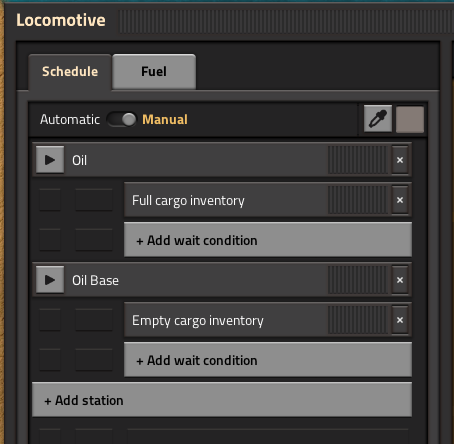 Locomotive
Schedule Fuel
Automatic Manual
Oil
Full cargo inventory
+ Add wait condition
Oil Base
Empty cargo inventory
+ Add wait condition
+ Add station